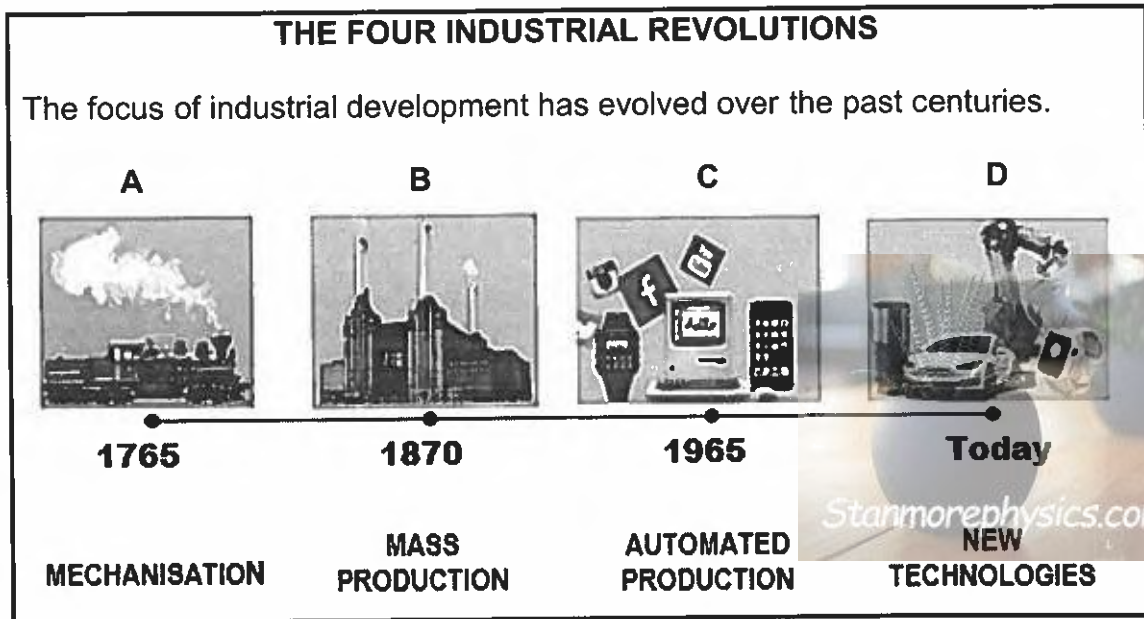 THE FOUR INDUSTRIAL REVOLUTIONS
The focus of industrial development has evolved over the past centuries.
A B C D
f
1765 1870 1965 Today
Stanmorephysics.co
MECHANISATION MASS PRODUCTION AUTOMATED PRODUCTION NEW TECHNOLOGIES